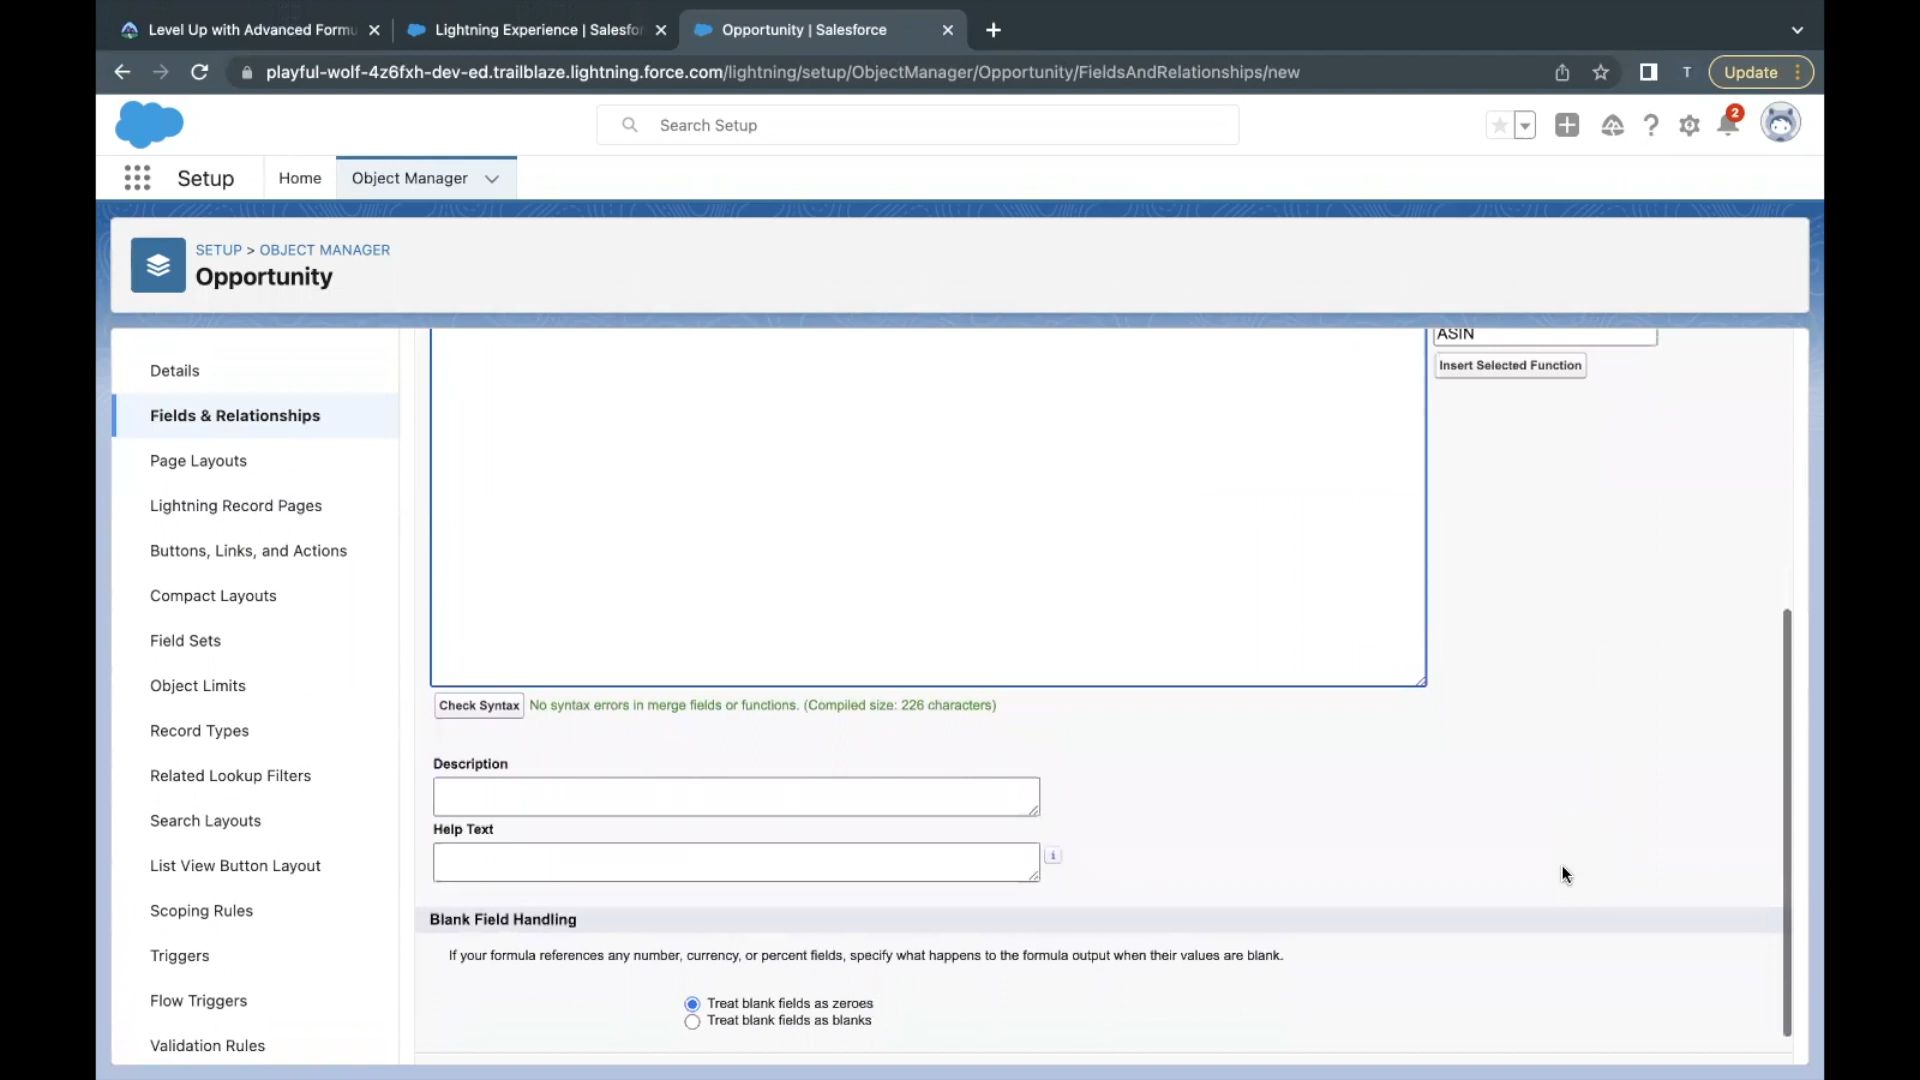 Level Up with Advanced Formu
Lightning Experience | Salesfor
Opportunity | Salesforce
playful-wolf-4z6fxh-dev-ed.trailblaze.lightning.force.com/lightning/setup/ObjectManager/Opportunity/FieldsAndRelationships/new
T
Update
Search Setup
2
Setup
Home
Object Manager
SETUP > OBJECT MANAGER
Opportunity
Details
Fields & Relationships
Page Layouts
Lightning Record Pages
Buttons, Links, and Actions
Compact Layouts
Field Sets
Object Limits
Record Types
Related Lookup Filters
Search Layouts
List View Button Layout
Scoping Rules
Triggers
Flow Triggers
Validation Rules
ASIN
Insert Selected Function
Check Syntax No syntax errors in merge fields or functions. (Compiled size: 226 characters)
Description
Help Text
i
Blank Field Handling
If your formula references any number, currency, or percent fields, specify what happens to the formula output when their values are blank.
Treat blank fields as zeroes
Treat blank fields as blanks